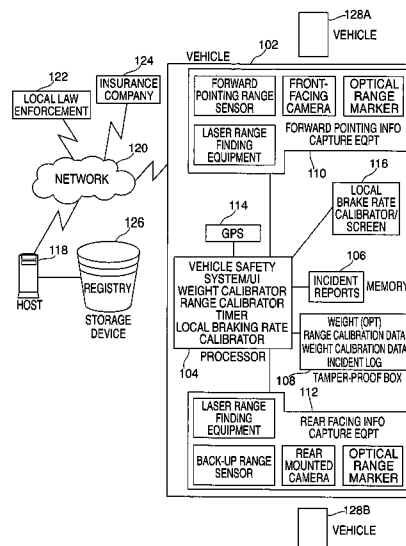 128A
VEHICLE
VEHICLE 102
124
INSURANCE
COMPANY
122
LOCAL LAW
ENFORCEMENT
120
NETWORK
126
118
REGISTRY
HOST
STORAGE
DEVICE
FORWARD
POINTING RANGE
SENSOR
FRONT-
FACING
CAMERA
OPTICAL
RANGE
MARKER
LASER RANGE
FINDING
EQUIPMENT
FORWARD POINTING INFO
CAPTURE EQPT
110
116
LOCAL
BRAKE RATE
CALIBRATOR/
SCREEN
114
GPS
VEHICLE SAFETY
SYSTEM/UI
WEIGHT CALIBRATOR
RANGE CALIBRATOR
TIMER
LOCAL BRAKING RATE
CALIBRATOR
104
PROCESSOR
106
INCIDENT
REPORTS
MEMORY
WEIGHT (OPT)
RANGE CALIBRATION DATA
WEIGHT CALIBRATION DATA
INCIDENT LOG
108
TAMPER-PROOF BOX
112
LASER RANGE
FINDING
EQUIPMENT
REAR FACING INFO
CAPTURE EQPT
BACK-UP RANGE
SENSOR
REAR
MOUNTED
CAMERA
OPTICAL
RANGE
MARKER
128B
VEHICLE